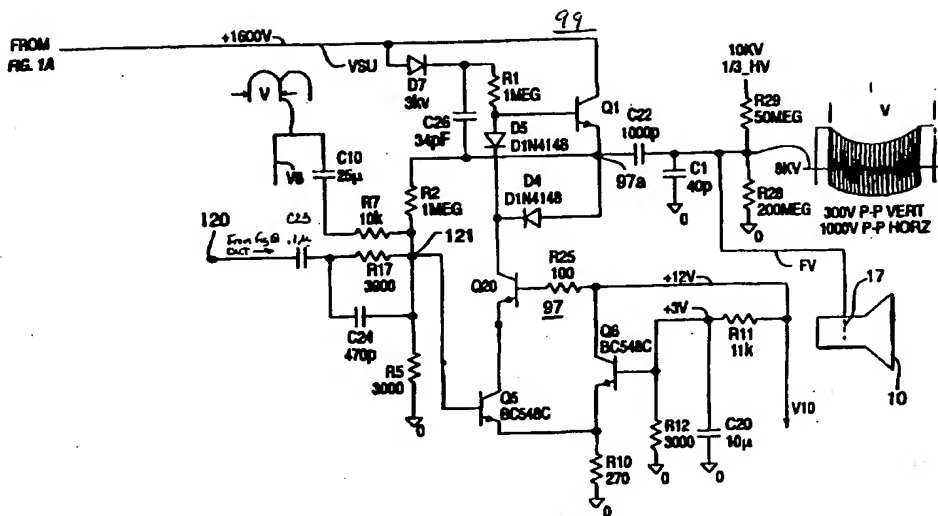 99
FROM
FIG. 1A
+1600V
VSU
D7
3kv
R1
1MEG
Q1
C26
34pF
D5
D1N4148
C22
1000p
10KV
1/3_HV
R29
50MEG
V
V
C10
25µ
R2
1MEG
D4
D1N4148
97a
C1
40p
0
8KV
R28
200MEG
0
300V P-P VERT
1000V P-P HORZ
R7
10k
120
.1µ
121
R17
3900
C24
470p
R5
3000
0
Q20
R25
100
97
+12V
+3V
FV
17
10
Q6
BC548C
R11
11k
V10
Q5
BC548C
R12
3000
0
C20
10µ
0
R10
270
0